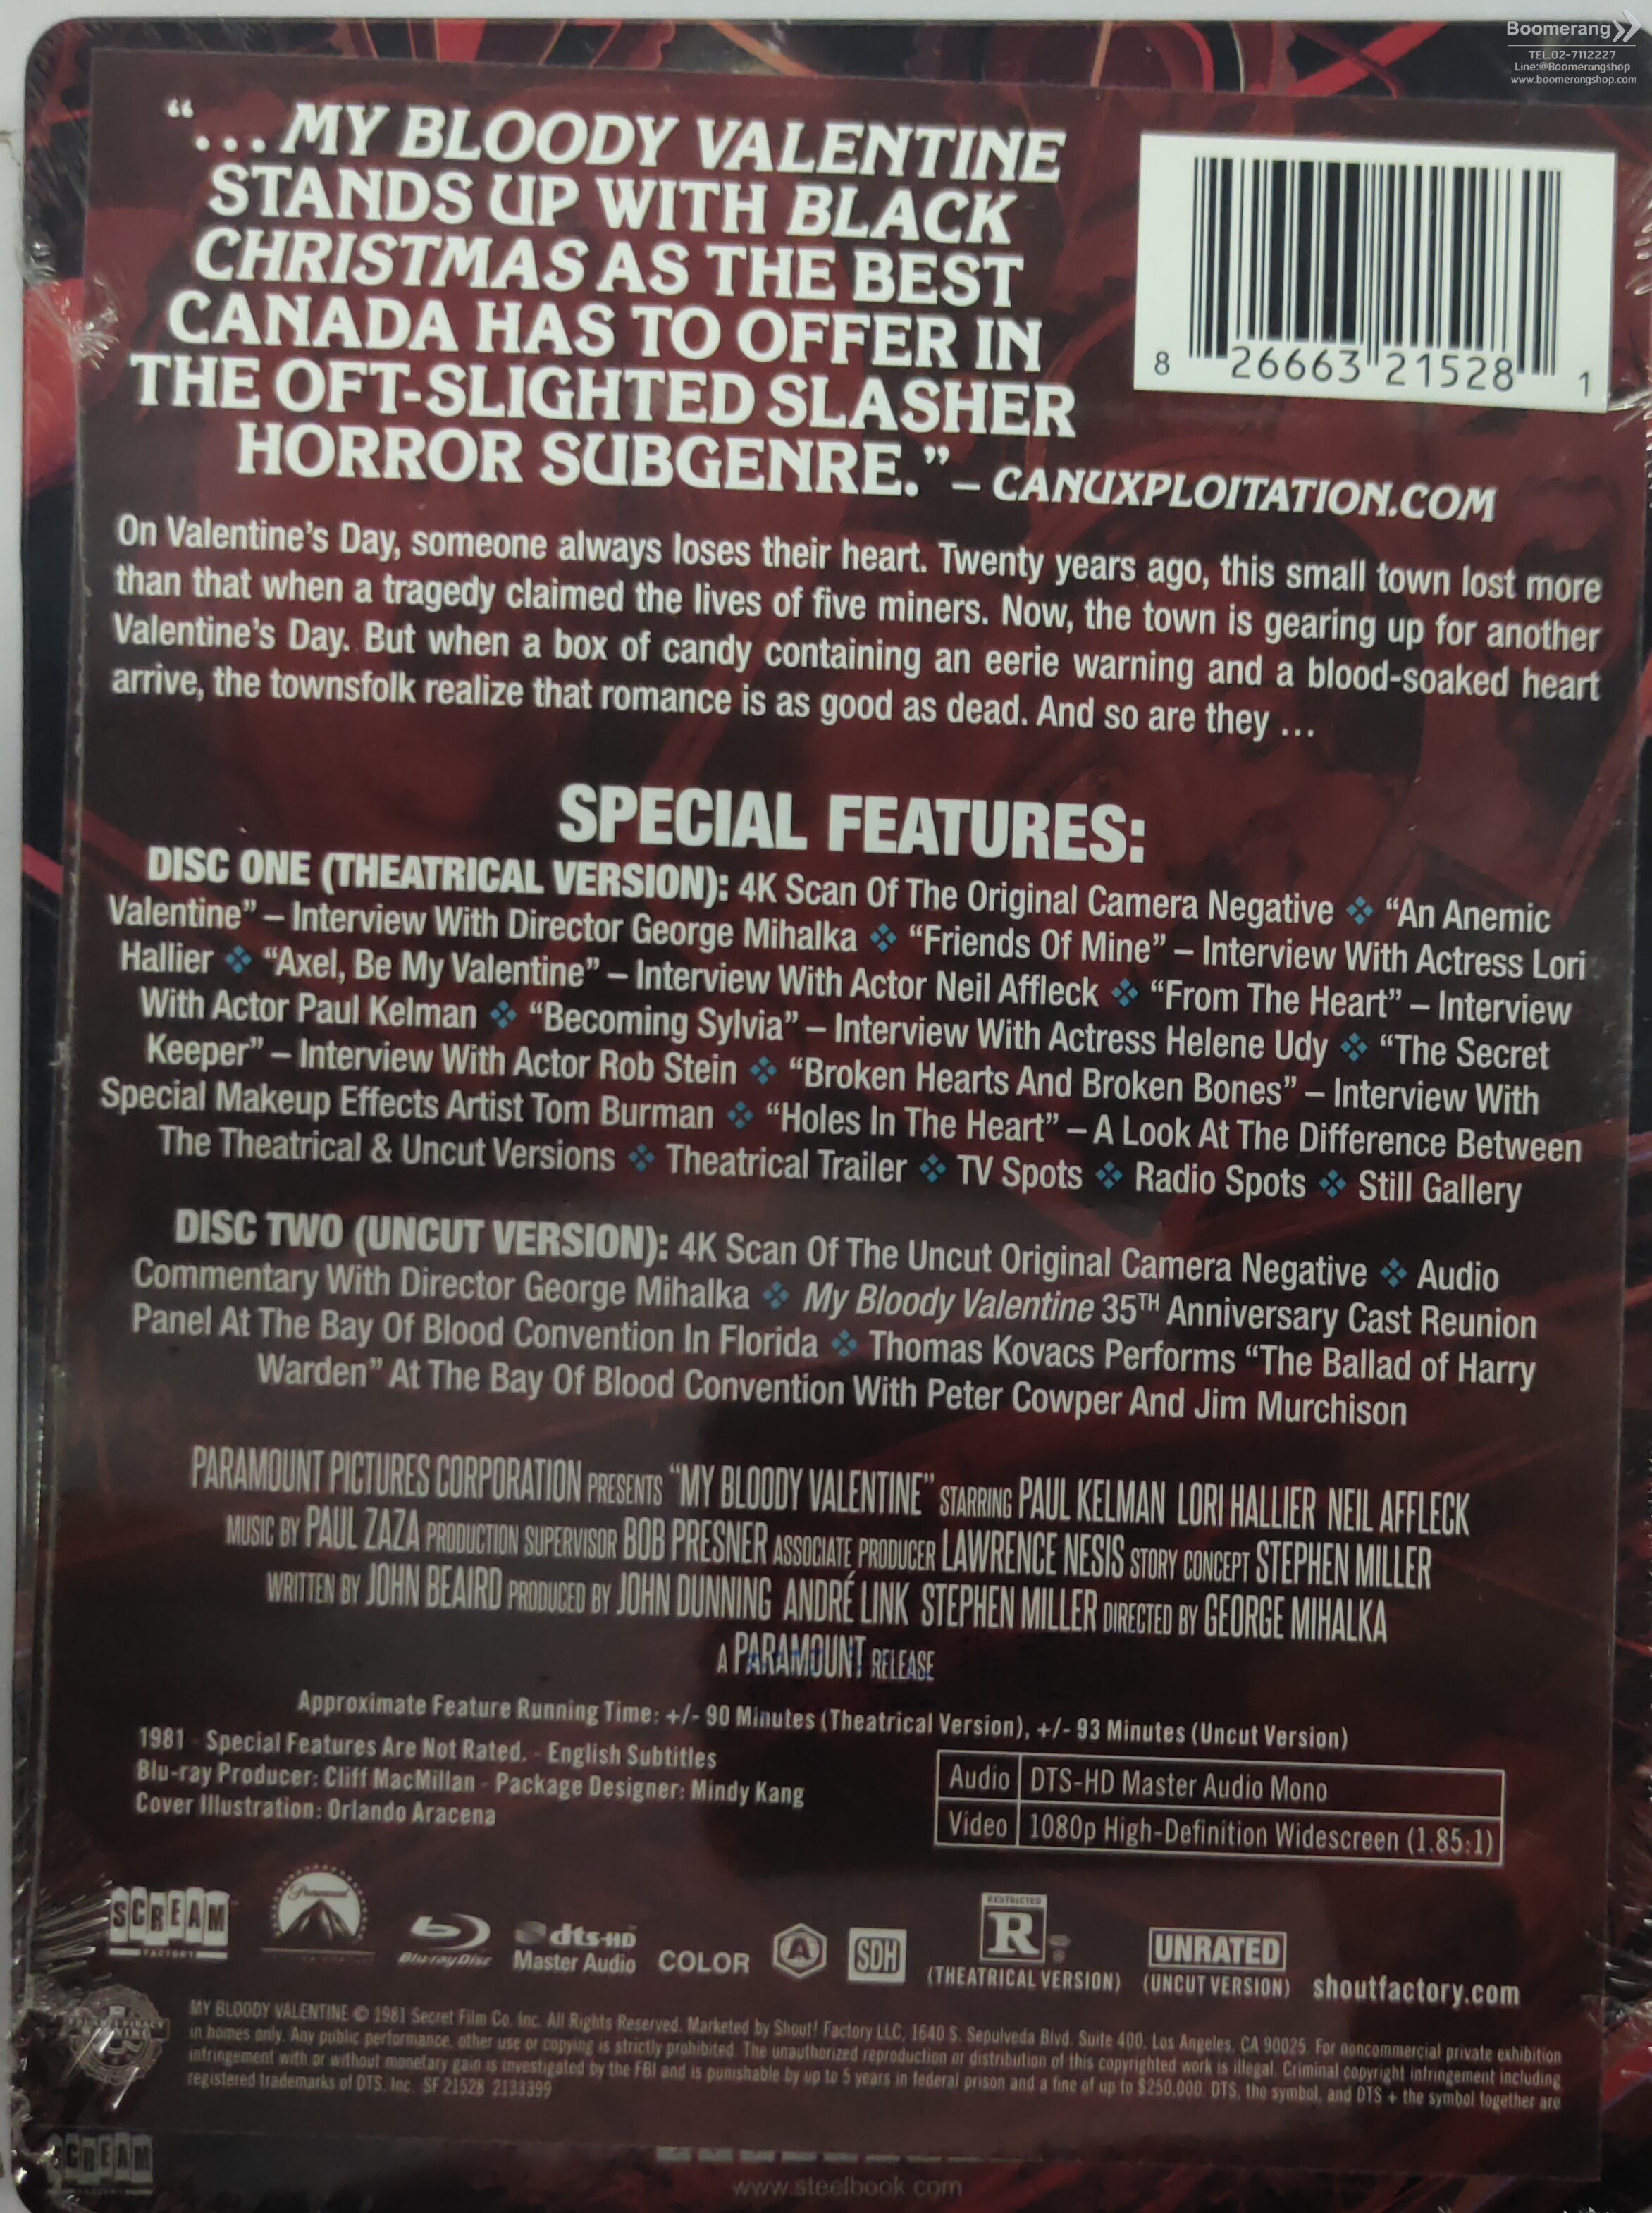 Boomerang
TEL.02-7112227
Line:@Boomerangshop
www.boomerangshop.com
“... MY BLOODY VALENTINE
STANDS UP WITH BLACK
CHRISTMAS AS THE BEST
CANADA HAS TO OFFER IN
THE OFT-SLIGHTED SLASHER
HORROR SUBGENRE.” – CANUXPLOITATION.COM
8 26663 21528 1
On Valentine’s Day, someone always loses their heart. Twenty years ago, this small town lost more
than that when a tragedy claimed the lives of five miners. Now, the town is gearing up for another
Valentine’s Day. But when a box of candy containing an eerie warning and a blood-soaked heart
arrive, the townsfolk realize that romance is as good as dead. And so are they ...
SPECIAL FEATURES:
DISC ONE (THEATRICAL VERSION): 4K Scan Of The Original Camera Negative ❖ “An Anemic
Valentine” – Interview With Director George Mihalka ❖ “Friends Of Mine” – Interview With Actress Lori
Hallier ❖ “Axel, Be My Valentine” – Interview With Actor Neil Affleck ❖ “From The Heart” – Interview
With Actor Paul Kelman ❖ “Becoming Sylvia” – Interview With Actress Helene Udy ❖ “The Secret
Keeper” – Interview With Actor Rob Stein ❖ “Broken Hearts And Broken Bones” – Interview With
Special Makeup Effects Artist Tom Burman ❖ “Holes In The Heart” – A Look At The Difference Between
The Theatrical & Uncut Versions ❖ Theatrical Trailer ❖ TV Spots ❖ Radio Spots ❖ Still Gallery
DISC TWO (UNCUT VERSION): 4K Scan Of The Uncut Original Camera Negative ❖ Audio
Commentary With Director George Mihalka ❖ My Bloody Valentine 35TH Anniversary Cast Reunion
Panel At The Bay Of Blood Convention In Florida ❖ Thomas Kovacs Performs “The Ballad of Harry
Warden” At The Bay Of Blood Convention With Peter Cowper And Jim Murchison
PARAMOUNT PICTURES CORPORATION PRESENTS “MY BLOODY VALENTINE” STARRING PAUL KELMAN LORI HALLIER NEIL AFFLECK
MUSIC BY PAUL ZAZA PRODUCTION SUPERVISOR BOB PRESNER ASSOCIATE PRODUCER LAWRENCE NESIS STORY CONCEPT STEPHEN MILLER
WRITTEN BY JOHN BEAIRD PRODUCED BY JOHN DUNNING ANDRÉ LINK STEPHEN MILLER DIRECTED BY GEORGE MIHALKA
A PARAMOUNT RELEASE
Approximate Feature Running Time: +/- 90 Minutes (Theatrical Version), +/- 93 Minutes (Uncut Version)
1981 - Special Features Are Not Rated. - English Subtitles
Blu-ray Producer: Cliff MacMillan - Package Designer: Mindy Kang
Cover Illustration: Orlando Aracena
Audio DTS-HD Master Audio Mono
Video 1080p High-Definition Widescreen (1.85:1)
SCREAM
FACTORY
Paramount
Blu-ray Disc
dts-HD
Master Audio
COLOR
A
SDH
RESTRICTED
R
(THEATRICAL VERSION)
UNRATED
(UNCUT VERSION)
shoutfactory.com
MY BLOODY VALENTINE © 1981 Secret Film Co. Inc. All Rights Reserved. Marketed by Shout! Factory LLC, 1640 S. Sepulveda Blvd. Suite 400, Los Angeles, CA 90025. For noncommercial private exhibition
in homes only. Any public performance, other use or copying is strictly prohibited. The unauthorized reproduction or distribution of this copyrighted work is illegal. Criminal copyright infringement including
infringement with or without monetary gain is investigated by the FBI and is punishable by up to 5 years in federal prison and a fine of up to $250,000. DTS, the symbol, and DTS + the symbol together are
registered trademarks of DTS, Inc. SF 21528 2133399
SCREAM
www.steelbook.com